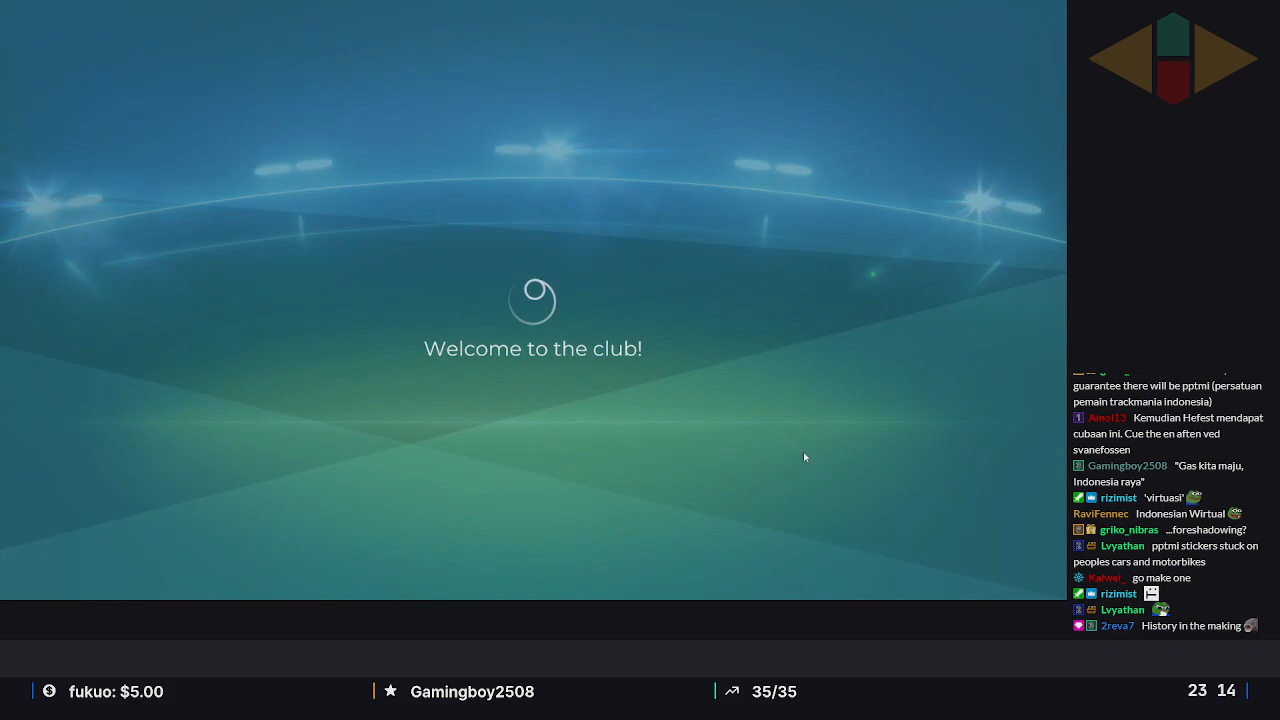 Welcome to the club!
guarantee there will be pptmi (persatuan
pemain trackmania indonesia)
Ainol13 Kemudian Hefest mendapat
cubaan ini. Cue the en aften ved
svanefossen
Gamingboy2508 "Gas kita maju,
Indonesia raya"
rizimist 'virtuasi'
RaviFennec Indonesian Wirtual
griko_nibras ...foreshadowing?
Lvyathan pptmi stickers stuck on
peoples cars and motorbikes
Kalwei_ go make one
rizimist
Lvyathan
2reva7 History in the making
fukuo: $5.00
Gamingboy2508
35/35
23 14